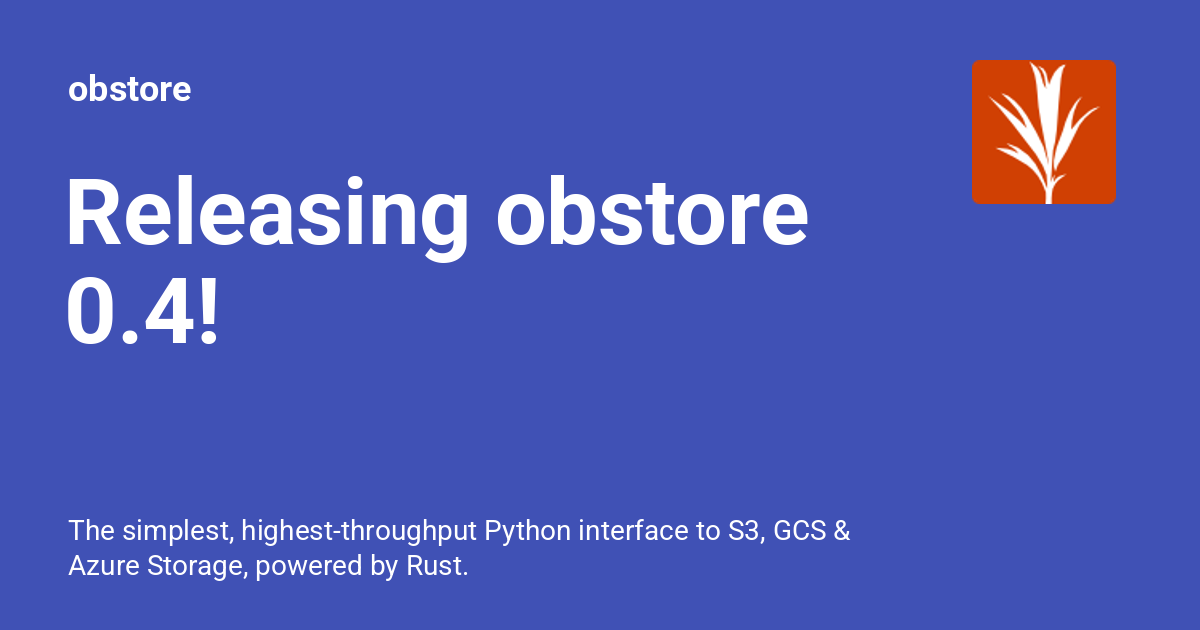 obstore
Releasing obstore
0.4!
The simplest, highest-throughput Python interface to S3, GCS &
Azure Storage, powered by Rust.